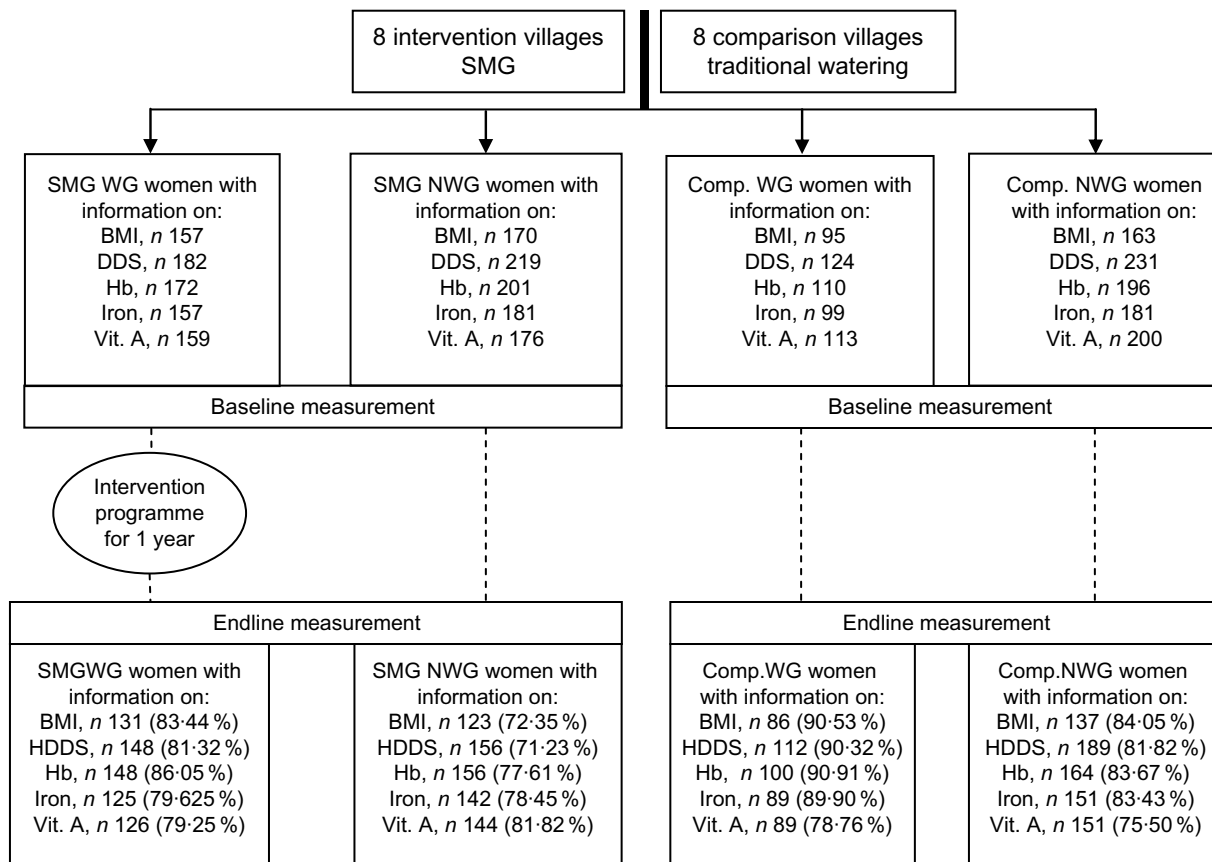 8 intervention villages
SMG
8 comparison villages
traditional watering
SMG WG women with
information on:
BMI, n 157
DDS, n 182
Hb, n 172
Iron, n 157
Vit. A, n 159
SMG NWG women with
information on:
BMI, n 170
DDS, n 219
Hb, n 201
Iron, n 181
Vit. A, n 176
Comp. WG women with
information on:
BMI, n 95
DDS, n 124
Hb, n 110
Iron, n 99
Vit. A, n 113
Comp. NWG women
with information on:
BMI, n 163
DDS, n 231
Hb, n 196
Iron, n 181
Vit. A, n 200
Baseline measurement
Baseline measurement
Intervention
programme
for 1 year
Endline measurement
Endline measurement
SMGWG women with
information on:
BMI, n 131 (83·44 %)
HDDS, n 148 (81·32 %)
Hb, n 148 (86·05 %)
Iron, n 125 (79·625 %)
Vit. A, n 126 (79·25 %)
SMG NWG women with
information on:
BMI, n 123 (72·35 %)
HDDS, n 156 (71·23 %)
Hb, n 156 (77·61 %)
Iron, n 142 (78·45 %)
Vit. A, n 144 (81·82 %)
Comp.WG women
with information on:
BMI, n 86 (90·53 %)
HDDS, n 112 (90·32 %)
Hb, n 100 (90·91 %)
Iron, n 89 (89·90 %)
Vit. A, n 89 (78·76 %)
Comp.NWG women
with information on:
BMI, n 137 (84·05 %)
HDDS, n 189 (81·82 %)
Hb, n 164 (83·67 %)
Iron, n 151 (83·43 %)
Vit. A, n 151 (75·50 %)